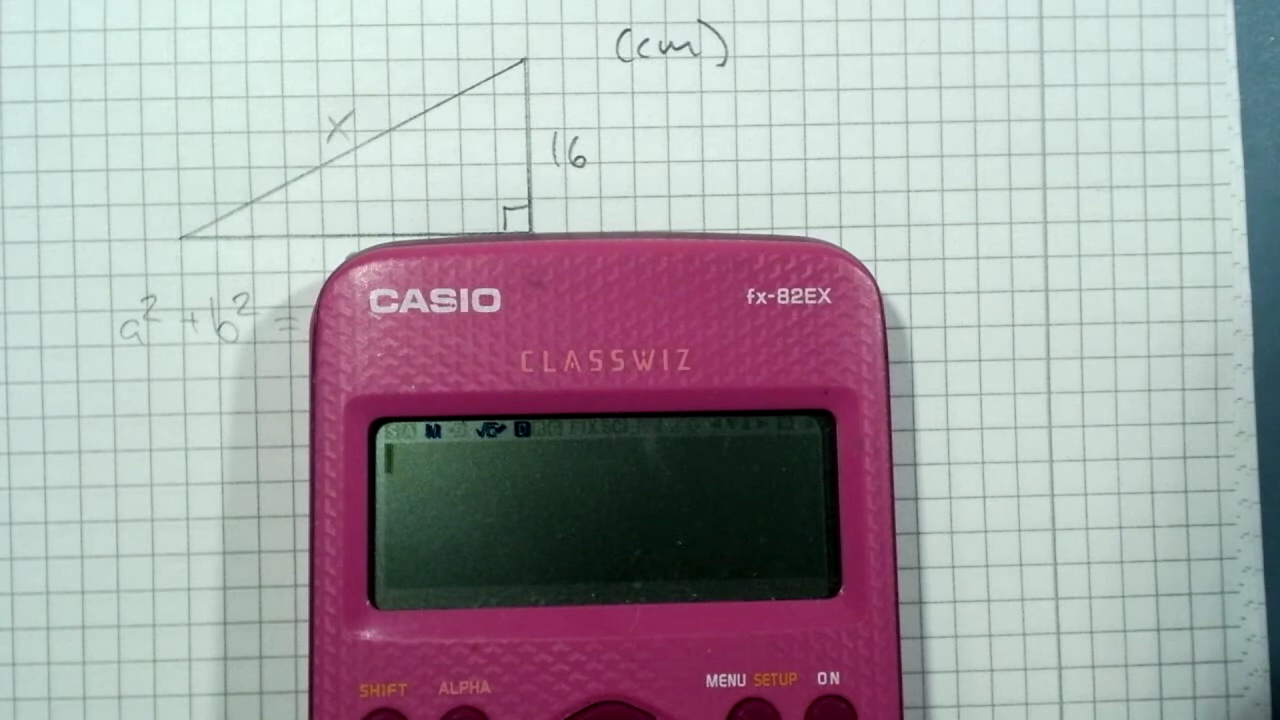 (cm)
x
16
a² + b² =
CASIO
fx-82EX
CLASSWIZ
M √ D
SHIFT ALPHA MENU SETUP ON